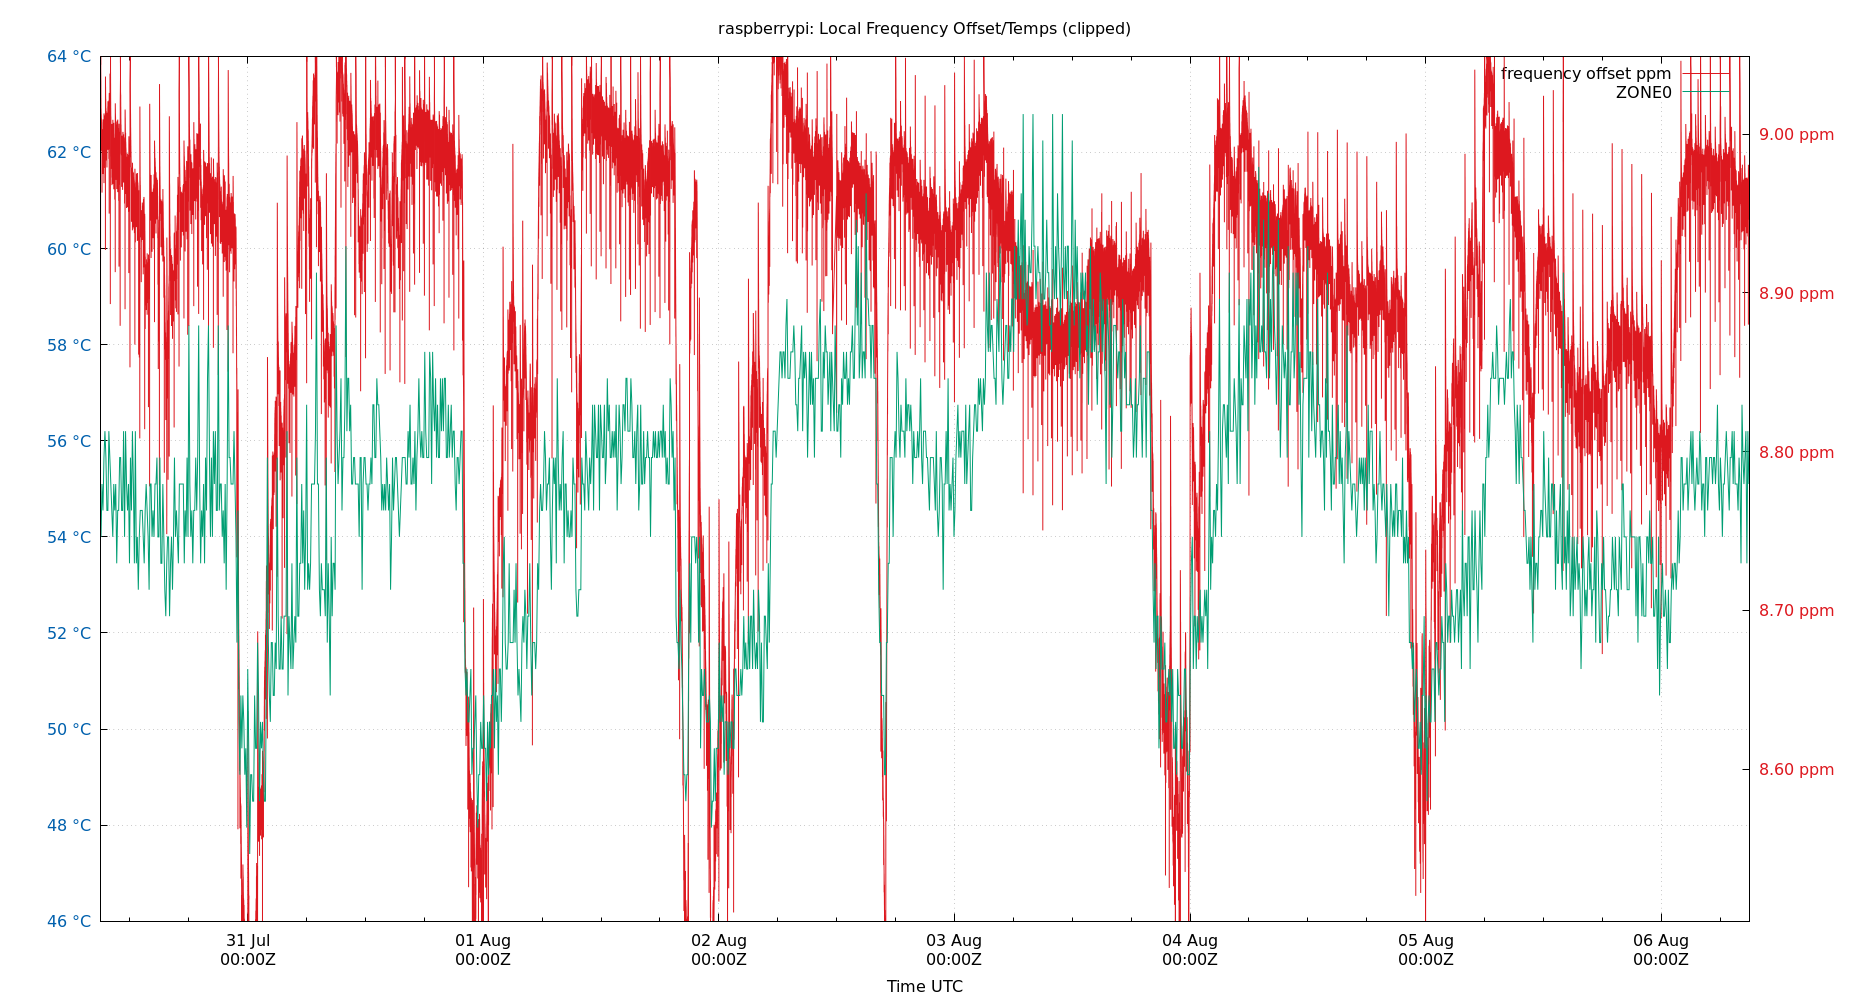 raspberrypi: Local Frequency Offset/Temps (clipped)
64 °C
62 °C
60 °C
58 °C
56 °C
54 °C
52 °C
50 °C
48 °C
46 °C
frequency offset ppm
ZONE0
9.00 ppm
8.90 ppm
8.80 ppm
8.70 ppm
8.60 ppm
31 Jul 01 Aug 02 Aug 03 Aug 04 Aug 05 Aug 06 Aug
00:00Z 00:00Z 00:00Z 00:00Z 00:00Z 00:00Z 00:00Z
Time UTC